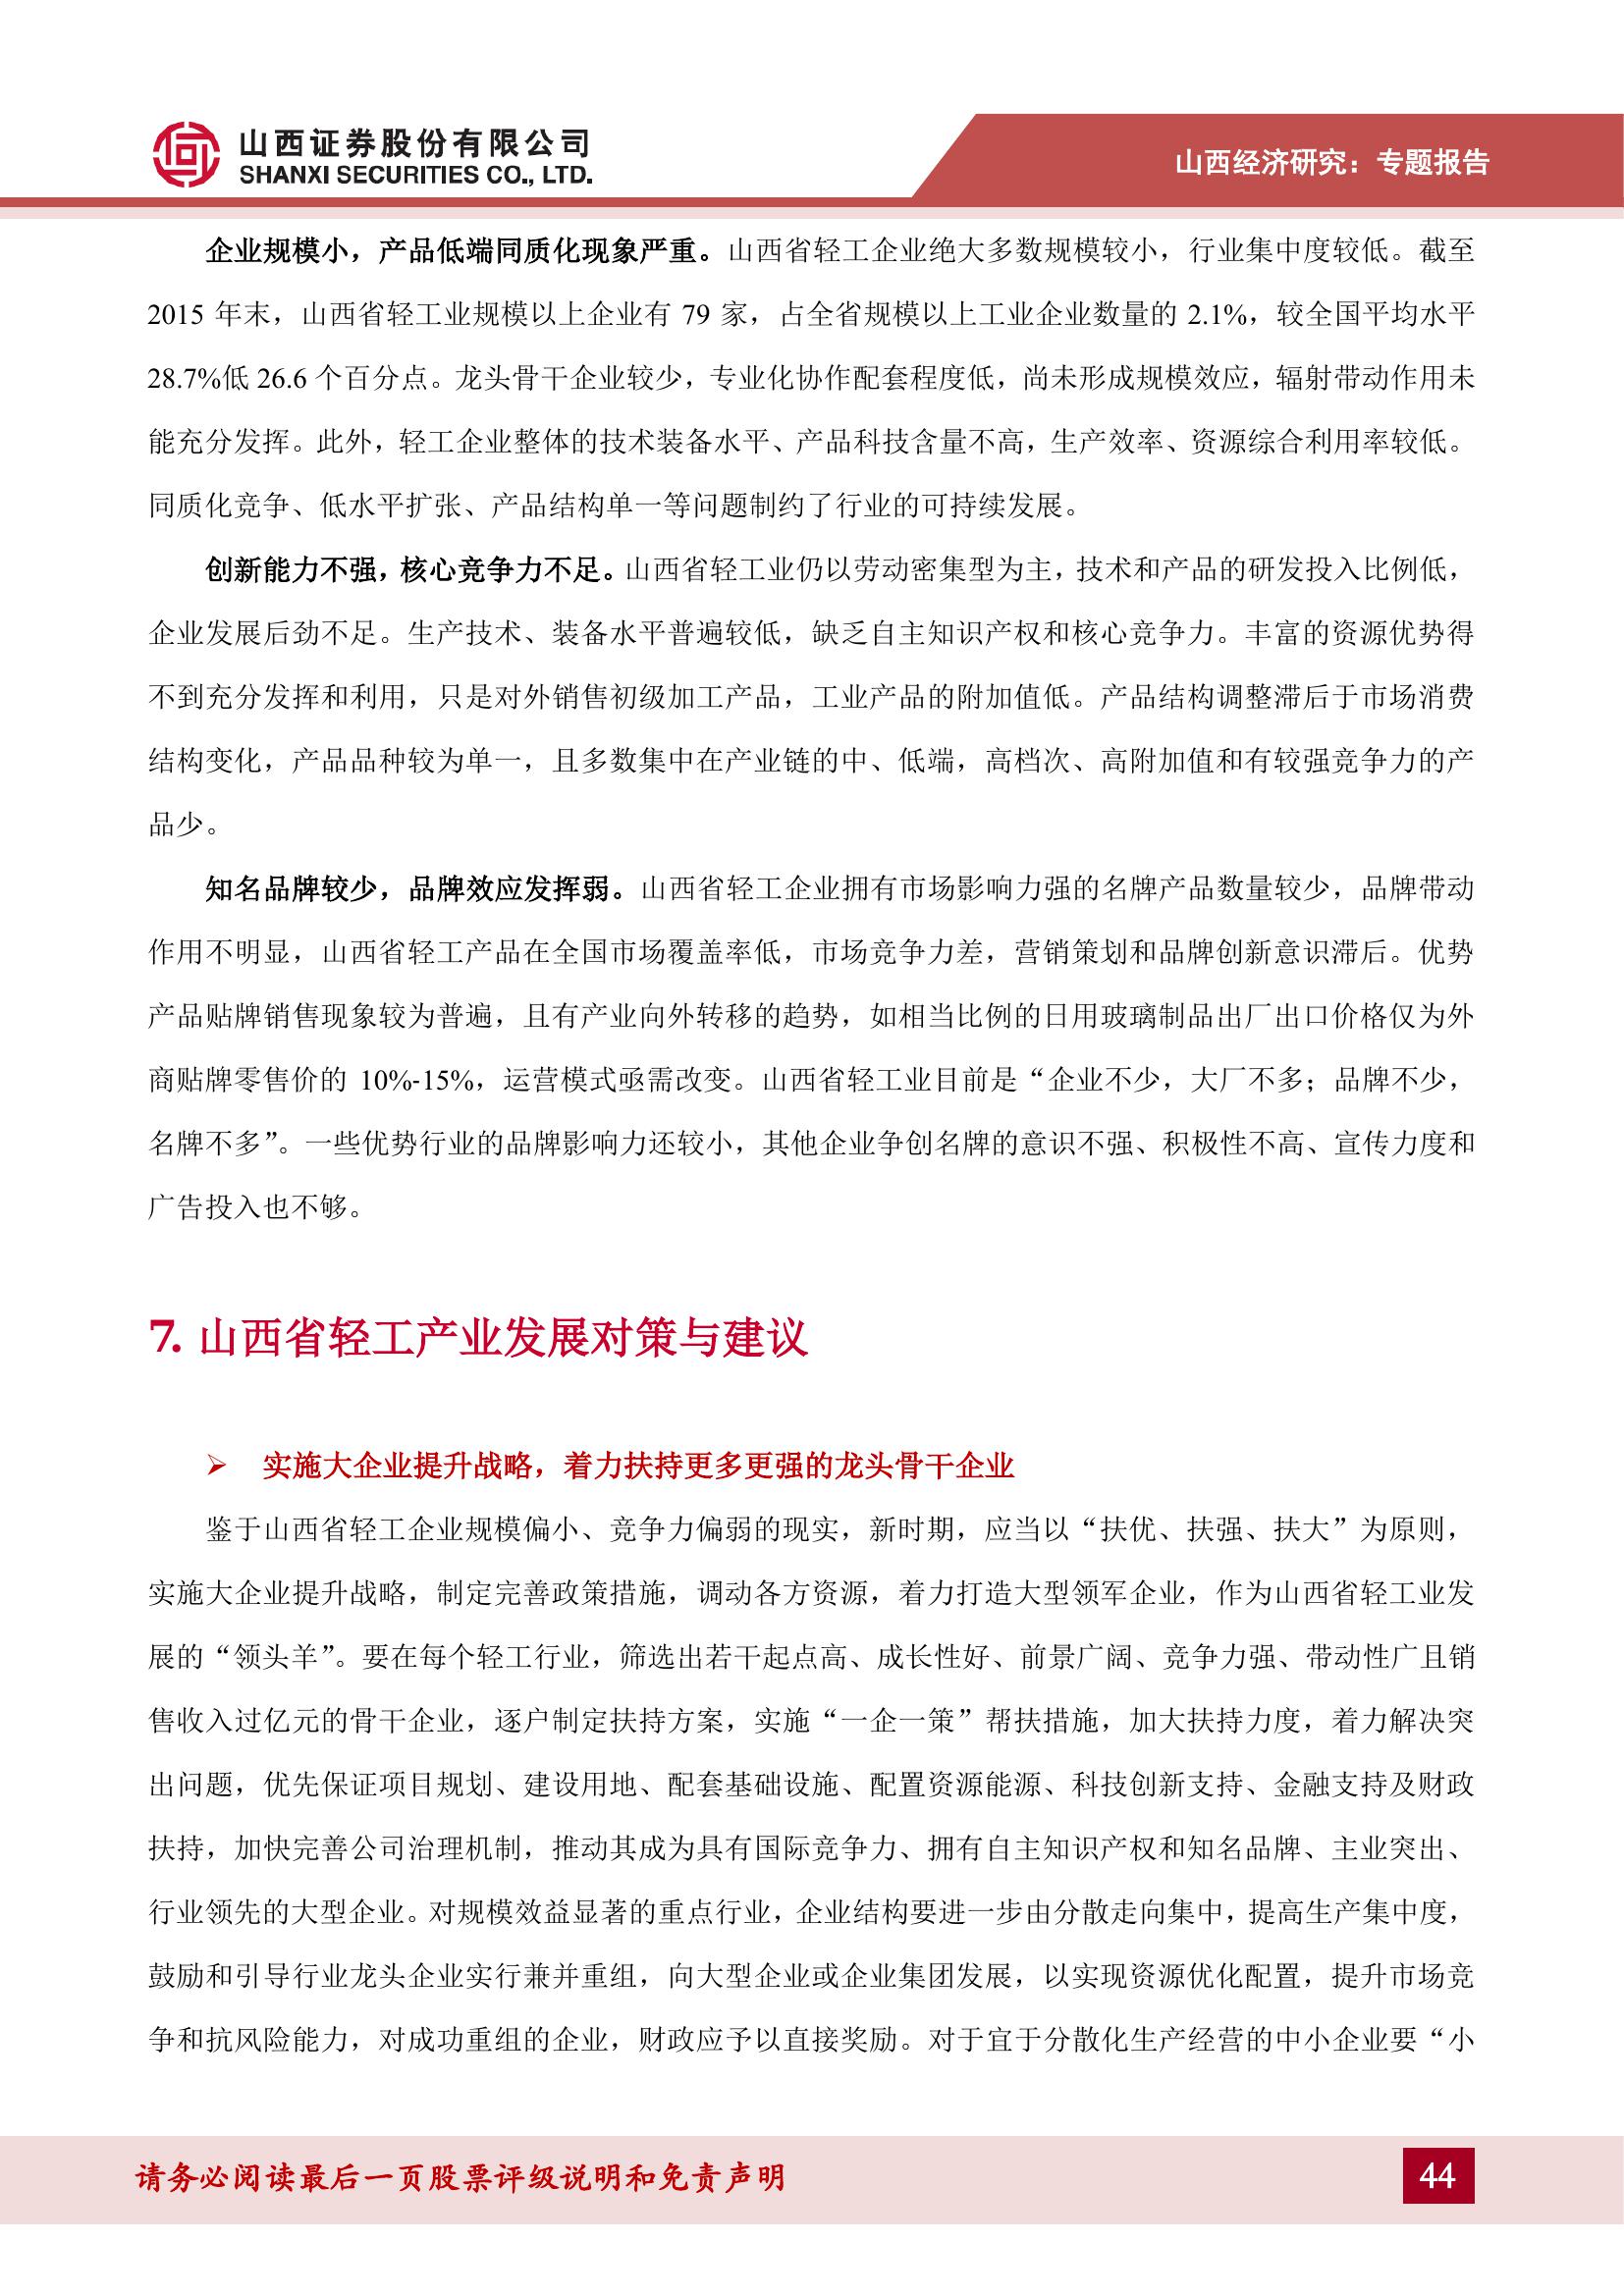 山西证券股份有限公司
SHANXI SECURITIES CO., LTD.
山西经济研究：专题报告
企业规模小，产品低端同质化现象严重。山西省轻工企业绝大多数规模较小，行业集中度较低。截至
2015 年末，山西省轻工业规模以上企业有 79 家，占全省规模以上工业企业数量的 2.1%，较全国平均水平
28.7%低 26.6 个百分点。龙头骨干企业较少，专业化协作配套程度低，尚未形成规模效应，辐射带动作用未
能充分发挥。此外，轻工企业整体的技术装备水平、产品科技含量不高，生产效率、资源综合利用率较低。
同质化竞争、低水平扩张、产品结构单一等问题制约了行业的可持续发展。
创新能力不强，核心竞争力不足。山西省轻工业仍以劳动密集型为主，技术和产品的研发投入比例低，
企业发展后劲不足。生产技术、装备水平普遍较低，缺乏自主知识产权和核心竞争力。丰富的资源优势得
不到充分发挥和利用，只是对外销售初级加工产品，工业产品的附加值低。产品结构调整滞后于市场消费
结构变化，产品品种较为单一，且多数集中在产业链的中、低端，高档次、高附加值和有较强竞争力的产
品少。
知名品牌较少，品牌效应发挥弱。山西省轻工企业拥有市场影响力强的名牌产品数量较少，品牌带动
作用不明显，山西省轻工产品在全国市场覆盖率低，市场竞争力差，营销策划和品牌创新意识滞后。优势
产品贴牌销售现象较为普遍，且有产业向外转移的趋势，如相当比例的日用玻璃制品出厂出口价格仅为外
商贴牌零售价的 10%-15%，运营模式亟需改变。山西省轻工业目前是“企业不少，大厂不多；品牌不少，
名牌不多”。一些优势行业的品牌影响力还较小，其他企业争创名牌的意识不强、积极性不高、宣传力度和
广告投入也不够。
7. 山西省轻工产业发展对策与建议
➢ 实施大企业提升战略，着力扶持更多更强的龙头骨干企业
鉴于山西省轻工企业规模偏小、竞争力偏弱的现实，新时期，应当以“扶优、扶强、扶大”为原则，
实施大企业提升战略，制定完善政策措施，调动各方资源，着力打造大型领军企业，作为山西省轻工业发
展的“领头羊”。要在每个轻工行业，筛选出若干起点高、成长性好、前景广阔、竞争力强、带动性广且销
售收入过亿元的骨干企业，逐户制定扶持方案，实施“一企一策”帮扶措施，加大扶持力度，着力解决突
出问题，优先保证项目规划、建设用地、配套基础设施、配置资源能源、科技创新支持、金融支持及财政
扶持，加快完善公司治理机制，推动其成为具有国际竞争力、拥有自主知识产权和知名品牌、主业突出、
行业领先的大型企业。对规模效益显著的重点行业，企业结构要进一步由分散走向集中，提高生产集中度，
鼓励和引导行业龙头企业实行兼并重组，向大型企业或企业集团发展，以实现资源优化配置，提升市场竞
争和抗风险能力，对成功重组的企业，财政应予以直接奖励。对于宜于分散化生产经营的中小企业要“小
请务必阅读最后一页股票评级说明和免责声明
44